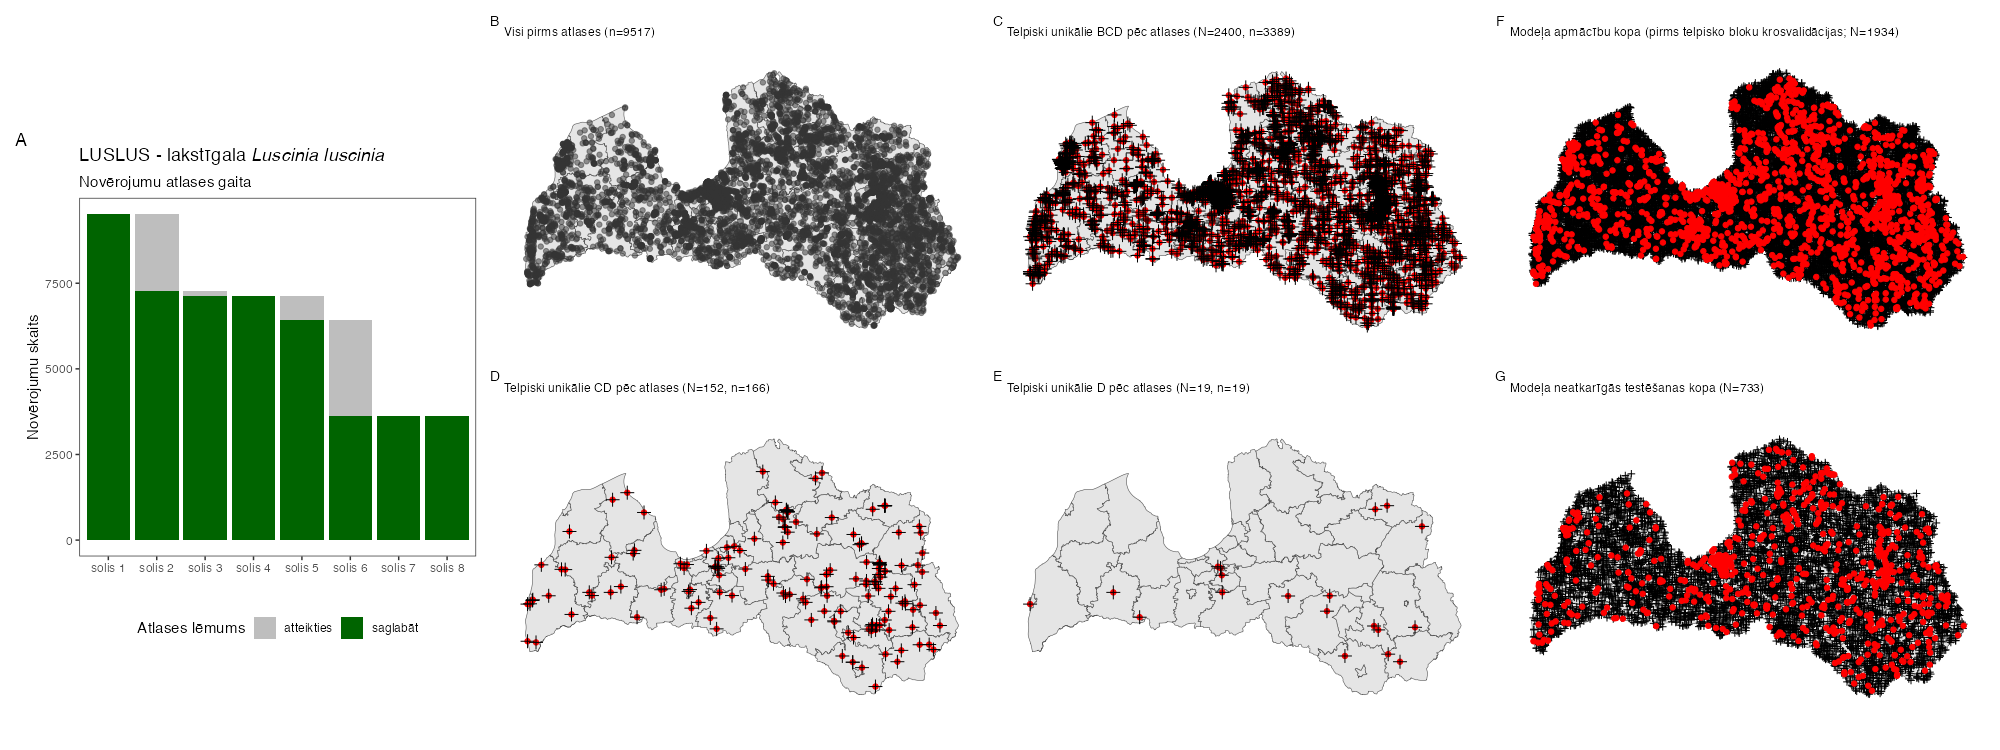 A
LUSLUS - lakstīgala Luscinia luscinia
Novērojumu atlases gaita
Novērojumu skaits
7500
5000
2500
0
solis 1 solis 2 solis 3 solis 4 solis 5 solis 6 solis 7 solis 8
Atlases lēmums atteikties saglabāt
B
Visi pirms atlases (n=9517)
C
Telpiski unikālie BCD pēc atlases (N=2400, n=3389)
F
Modeļa apmācību kopa (pirms telpisko bloku krosvalidācijas; N=1934)
D
Telpiski unikālie CD pēc atlases (N=152, n=166)
E
Telpiski unikālie D pēc atlases (N=19, n=19)
G
Modeļa neatkarīgās testēšanas kopa (N=733)